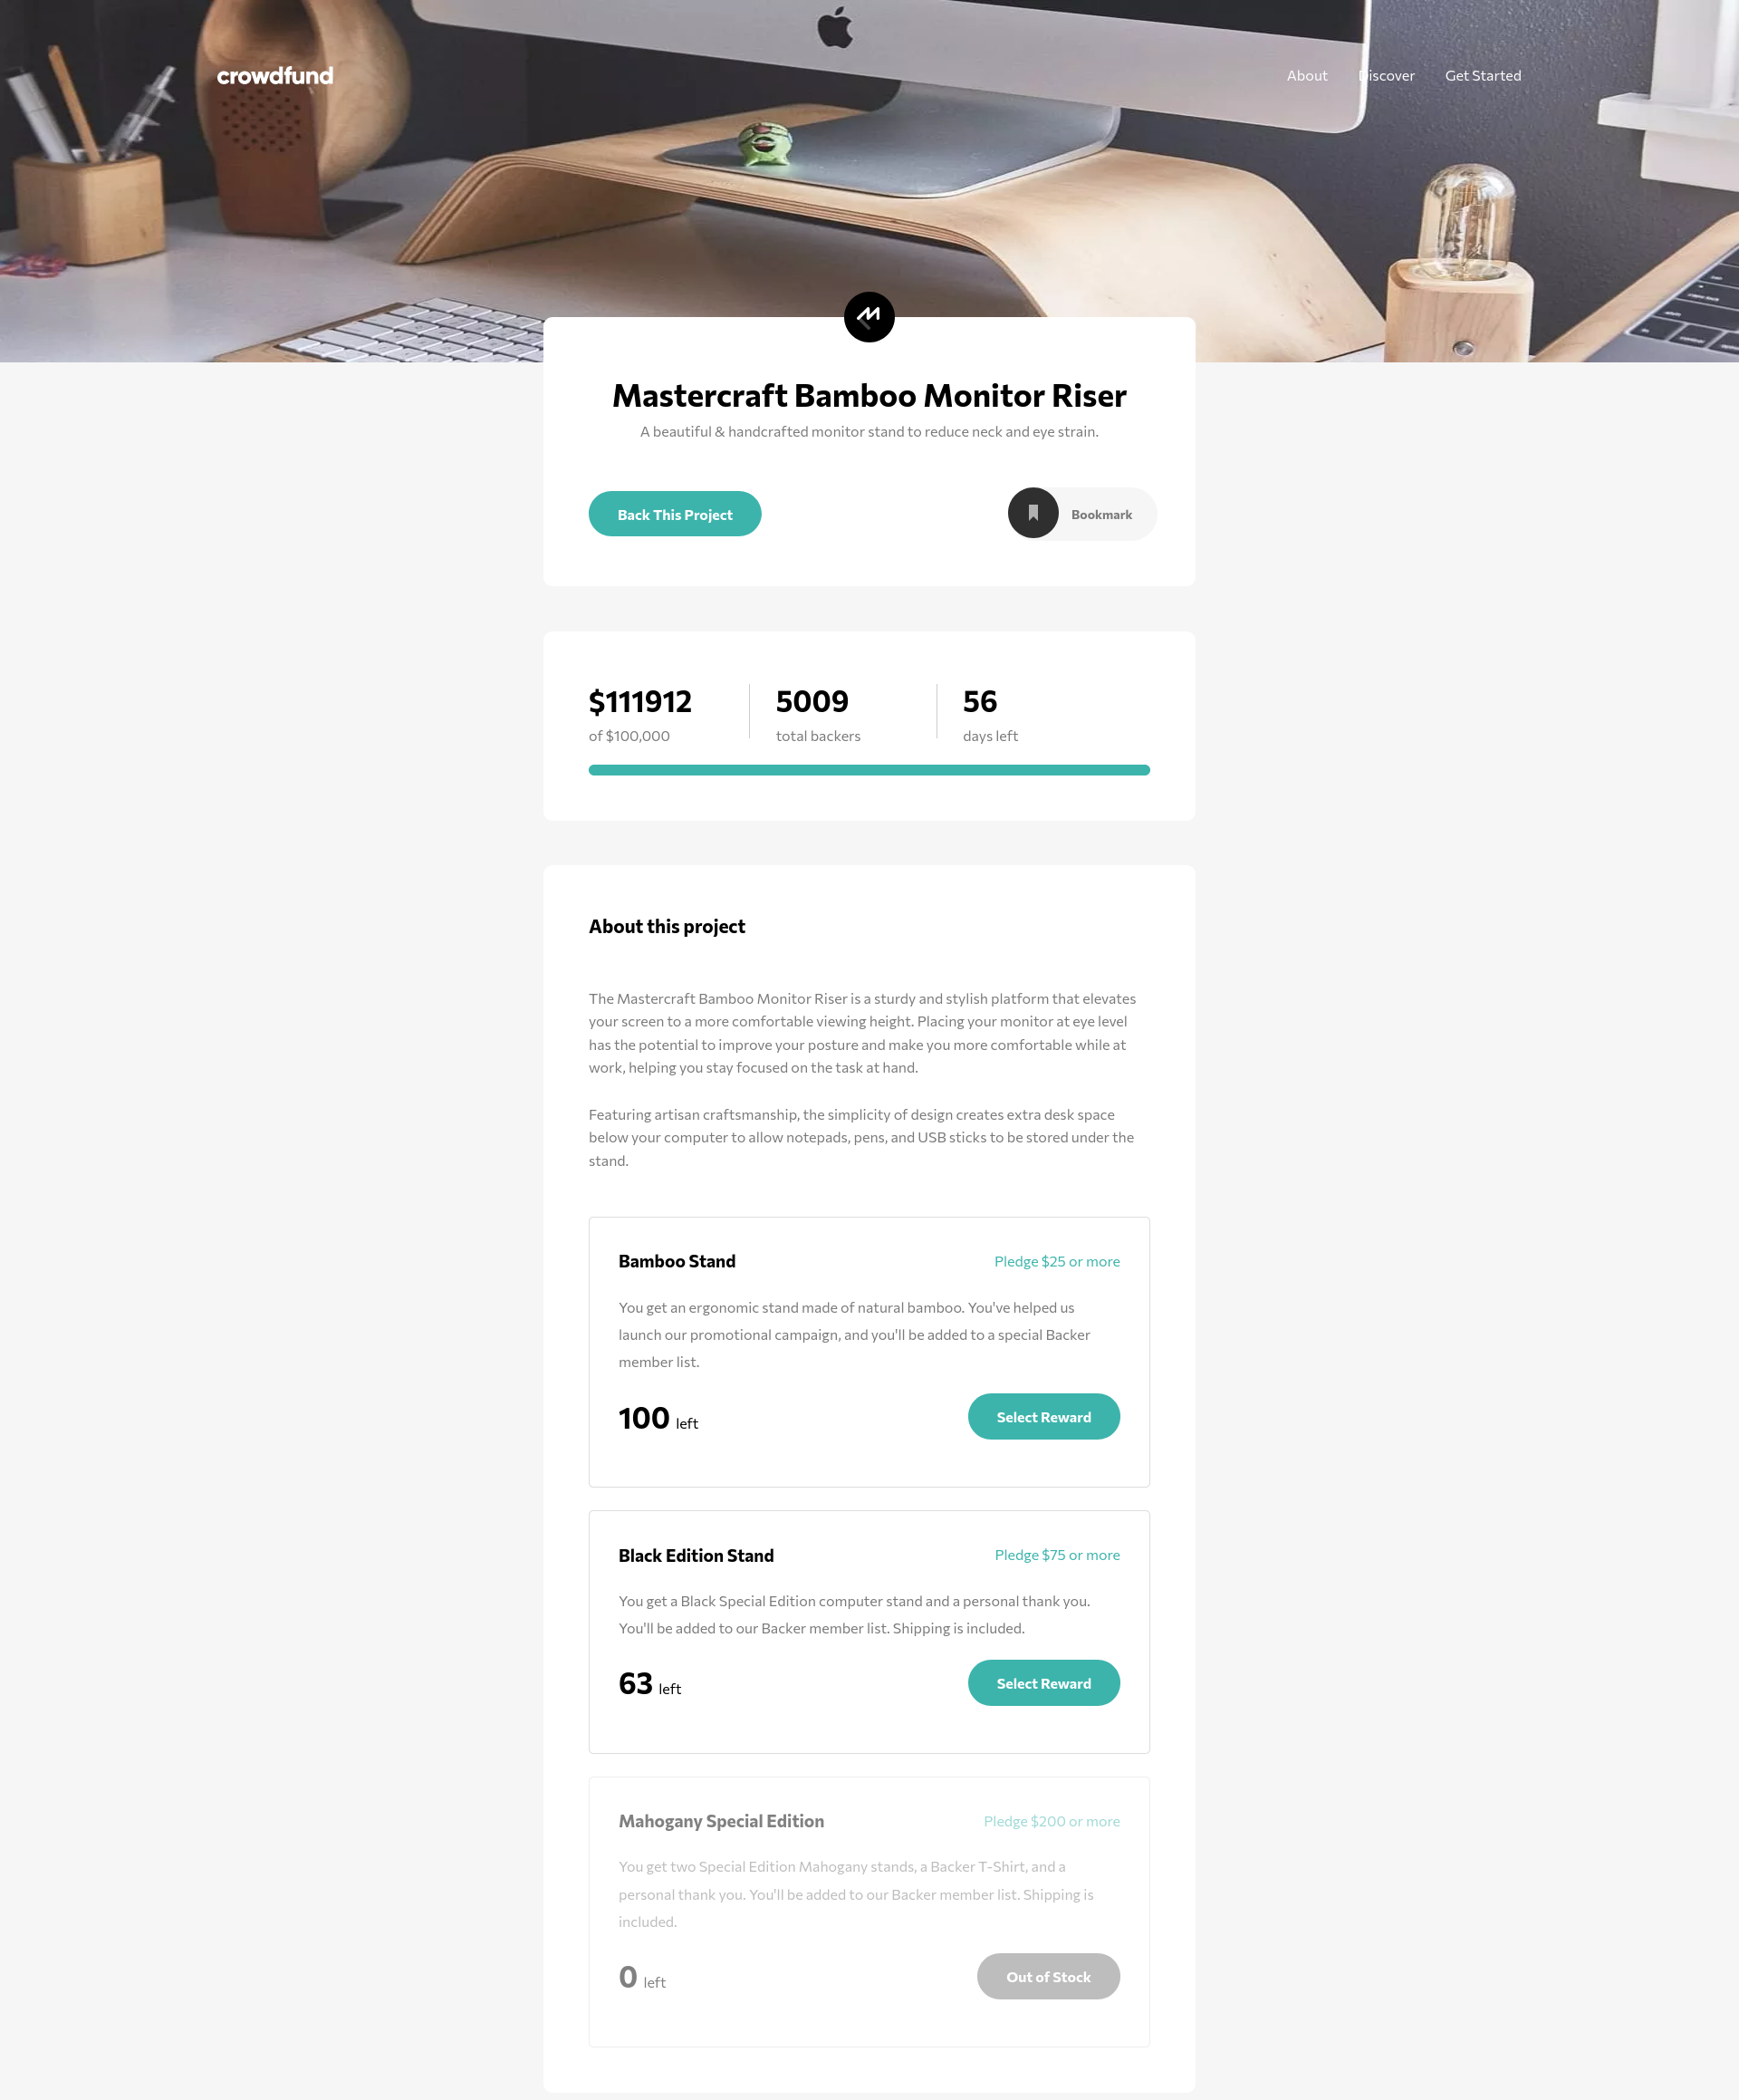 crowdfund
About Discover Get Started
Mastercraft Bamboo Monitor Riser
A beautiful & handcrafted monitor stand to reduce neck and eye strain.
Back This Project
Bookmark
$111912
of $100,000
5009
total backers
56
days left
About this project
The Mastercraft Bamboo Monitor Riser is a sturdy and stylish platform that elevates
your screen to a more comfortable viewing height. Placing your monitor at eye level
has the potential to improve your posture and make you more comfortable while at
work, helping you stay focused on the task at hand.
Featuring artisan craftsmanship, the simplicity of design creates extra desk space
below your computer to allow notepads, pens, and USB sticks to be stored under the
stand.
Bamboo Stand
Pledge $25 or more
You get an ergonomic stand made of natural bamboo. You've helped us
launch our promotional campaign, and you'll be added to a special Backer
member list.
100 left
Select Reward
Black Edition Stand
Pledge $75 or more
You get a Black Special Edition computer stand and a personal thank you.
You'll be added to our Backer member list. Shipping is included.
63 left
Select Reward
Mahogany Special Edition
Pledge $200 or more
You get two Special Edition Mahogany stands, a Backer T-Shirt, and a
personal thank you. You'll be added to our Backer member list. Shipping is
included.
0 left
Out of Stock